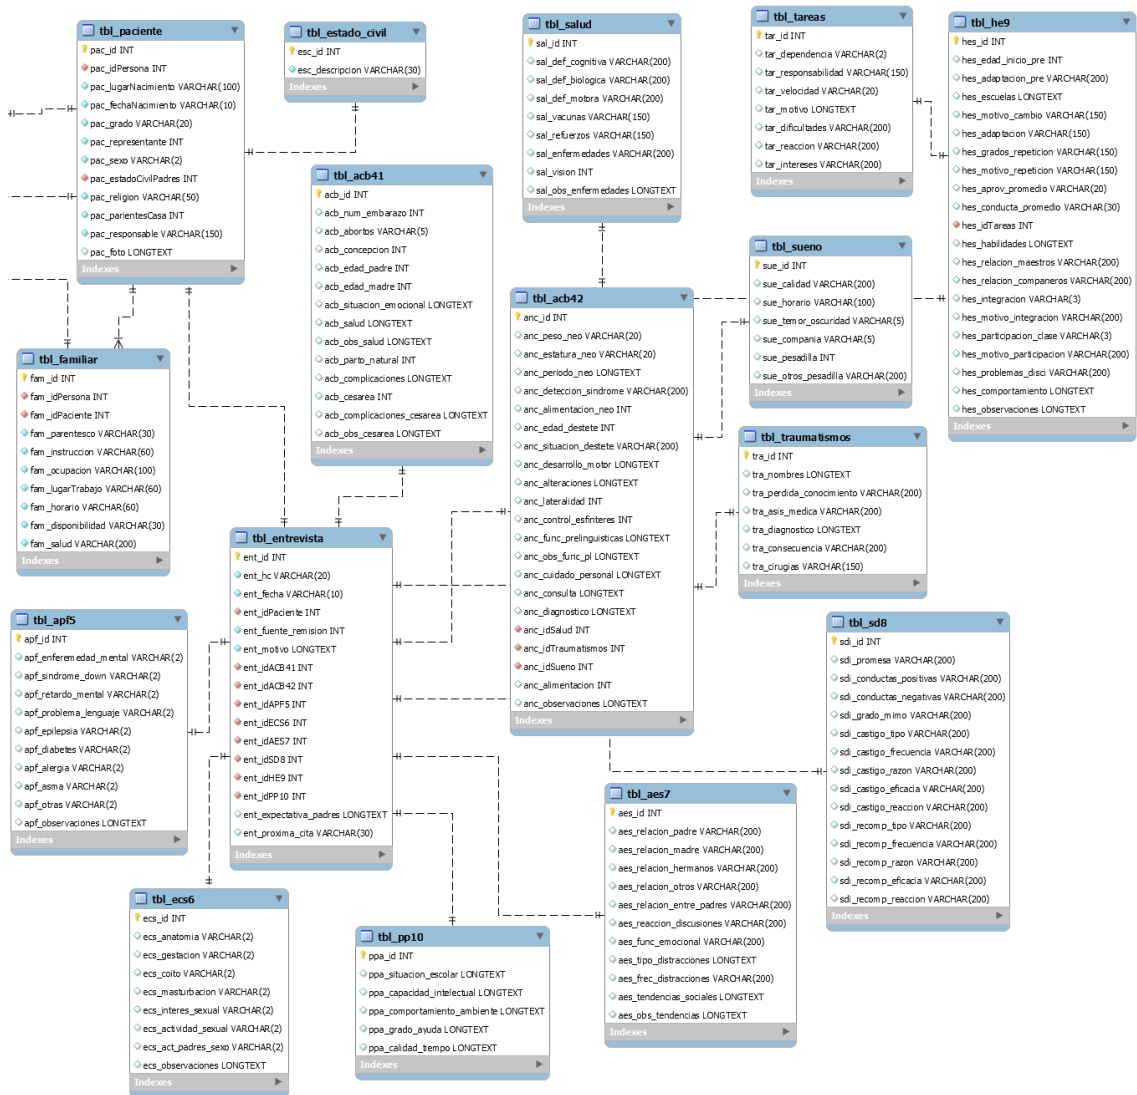 tbl_paciente
pac_id INT
pac_idPersona INT
pac_lugarNacimiento VARCHAR(100)
pac_fechaNacimiento VARCHAR(10)
pac_grado VARCHAR(20)
pac_representante INT
pac_sexo VARCHAR(2)
pac_estadoCivilPadres INT
pac_religion VARCHAR(50)
pac_parientesCasa INT
pac_responsable VARCHAR(150)
pac_foto LONGTEXT
Indexes
tbl_estado_civil
esc_id INT
esc_descripcion VARCHAR(30)
Indexes
tbl_salud
sal_id INT
sal_def_cognitiva VARCHAR(200)
sal_def_biologica VARCHAR(200)
sal_def_motora VARCHAR(200)
sal_vacunas VARCHAR(150)
sal_refuerzos VARCHAR(150)
sal_enfermedades VARCHAR(200)
sal_vision INT
sal_obs_enfermedades LONGTEXT
Indexes
tbl_tareas
tar_id INT
tar_dependencia VARCHAR(2)
tar_responsabilidad VARCHAR(150)
tar_velocidad VARCHAR(20)
tar_motivo LONGTEXT
tar_dificultades VARCHAR(200)
tar_reaccion VARCHAR(200)
tar_intereses VARCHAR(200)
Indexes
tbl_he9
hes_id INT
hes_edad_inicio_pre INT
hes_adaptacion_pre VARCHAR(200)
hes_escuelas LONGTEXT
hes_motivo_cambio VARCHAR(150)
hes_adaptacion VARCHAR(150)
hes_grados_repeticion VARCHAR(150)
hes_motivo_repeticion VARCHAR(150)
hes_aprov_promedio VARCHAR(20)
hes_conducta_promedio VARCHAR(30)
hes_idTareas INT
hes_habilidades LONGTEXT
hes_relacion_maestros VARCHAR(200)
hes_relacion_companeros VARCHAR(200)
hes_integracion VARCHAR(3)
hes_motivo_integracion VARCHAR(200)
hes_participacion_clase VARCHAR(3)
hes_motivo_participacion VARCHAR(200)
hes_problemas_disci VARCHAR(200)
hes_comportamiento LONGTEXT
hes_observaciones LONGTEXT
Indexes
tbl_acb41
acb_id INT
acb_num_embarazo INT
acb_abortos VARCHAR(5)
acb_concepcion INT
acb_edad_padre INT
acb_edad_madre INT
acb_situacion_emocional LONGTEXT
acb_salud LONGTEXT
acb_obs_salud LONGTEXT
acb_parto_natural INT
acb_complicaciones LONGTEXT
acb_cesarea INT
acb_complicaciones_cesarea LONGTEXT
acb_obs_cesarea LONGTEXT
Indexes
tbl_sueno
sue_id INT
sue_calidad VARCHAR(200)
sue_horario VARCHAR(100)
sue_temor_oscuridad VARCHAR(5)
sue_compania VARCHAR(5)
sue_pesadilla INT
sue_otros_pesadilla VARCHAR(200)
Indexes
tbl_acb42
anc_id INT
anc_peso_neo VARCHAR(20)
anc_estatura_neo VARCHAR(20)
anc_periodo_neo LONGTEXT
anc_deteccion_sindrome VARCHAR(200)
anc_alimentacion_neo INT
anc_edad_destete INT
anc_situacion_destete VARCHAR(200)
anc_desarrollo_motor LONGTEXT
anc_alteraciones LONGTEXT
anc_lateralidad INT
anc_control_esfinteres INT
anc_func_prelinguisticas LONGTEXT
anc_obs_func_pl LONGTEXT
anc_cuidado_personal LONGTEXT
anc_consulta LONGTEXT
anc_diagnostico LONGTEXT
anc_idSalud INT
anc_idTraumatismos INT
anc_idSueno INT
anc_alimentacion INT
anc_observaciones LONGTEXT
Indexes
tbl_familiar
fam_id INT
fam_idPersona INT
fam_idPaciente INT
fam_parentesco VARCHAR(30)
fam_instruccion VARCHAR(60)
fam_ocupacion VARCHAR(100)
fam_lugarTrabajo VARCHAR(60)
fam_horario VARCHAR(60)
fam_disponibilidad VARCHAR(30)
fam_salud VARCHAR(200)
Indexes
tbl_traumatismos
tra_id INT
tra_nombres LONGTEXT
tra_perdida_conocimiento VARCHAR(200)
tra_asis_medica VARCHAR(200)
tra_diagnostico LONGTEXT
tra_consecuencia VARCHAR(200)
tra_cirugias VARCHAR(150)
Indexes
tbl_entrevista
ent_id INT
ent_hc VARCHAR(20)
ent_fecha VARCHAR(10)
ent_idPaciente INT
ent_fuente_remision INT
ent_motivo LONGTEXT
ent_idACB41 INT
ent_idACB42 INT
ent_idAPF5 INT
ent_idECS6 INT
ent_idAES7 INT
ent_idSD8 INT
ent_idHE9 INT
ent_idPP10 INT
ent_expectativa_padres LONGTEXT
ent_proxima_cita VARCHAR(30)
Indexes
tbl_apf5
apf_id INT
apf_enferemedad_mental VARCHAR(2)
apf_sindrome_down VARCHAR(2)
apf_retardo_mental VARCHAR(2)
apf_problema_lenguaje VARCHAR(2)
apf_epilepsia VARCHAR(2)
apf_diabetes VARCHAR(2)
apf_alergia VARCHAR(2)
apf_asma VARCHAR(2)
apf_otras VARCHAR(2)
apf_observaciones LONGTEXT
Indexes
tbl_sd8
sdi_id INT
sdi_promesa VARCHAR(200)
sdi_conductas_positivas VARCHAR(200)
sdi_conductas_negativas VARCHAR(200)
sdi_grado_mimo VARCHAR(200)
sdi_castigo_tipo VARCHAR(200)
sdi_castigo_frecuencia VARCHAR(200)
sdi_castigo_razon VARCHAR(200)
sdi_castigo_eficacia VARCHAR(200)
sdi_castigo_reaccion VARCHAR(200)
sdi_recomp_tipo VARCHAR(200)
sdi_recomp_frecuencia VARCHAR(200)
sdi_recomp_razon VARCHAR(200)
sdi_recomp_eficacia VARCHAR(200)
sdi_recomp_reaccion VARCHAR(200)
Indexes
tbl_aes7
aes_id INT
aes_relacion_padre VARCHAR(200)
aes_relacion_madre VARCHAR(200)
aes_relacion_hermanos VARCHAR(200)
aes_relacion_otros VARCHAR(200)
aes_relacion_entre_padres VARCHAR(200)
aes_reaccion_discusiones VARCHAR(200)
aes_func_emocional VARCHAR(200)
aes_tipo_distracciones LONGTEXT
aes_frec_distracciones VARCHAR(200)
aes_tendencias_sociales LONGTEXT
aes_obs_tendencias LONGTEXT
Indexes
tbl_ecs6
ecs_id INT
ecs_anatomia VARCHAR(2)
ecs_gestacion VARCHAR(2)
ecs_coito VARCHAR(2)
ecs_masturbacion VARCHAR(2)
ecs_interes_sexual VARCHAR(2)
ecs_actividad_sexual VARCHAR(2)
ecs_act_padres_sexo VARCHAR(2)
ecs_observaciones LONGTEXT
Indexes
tbl_pp10
ppa_id INT
ppa_situacion_escolar LONGTEXT
ppa_capacidad_intelectual LONGTEXT
ppa_comportamiento_ambiente LONGTEXT
ppa_grado_ayuda LONGTEXT
ppa_calidad_tiempo LONGTEXT
Indexes